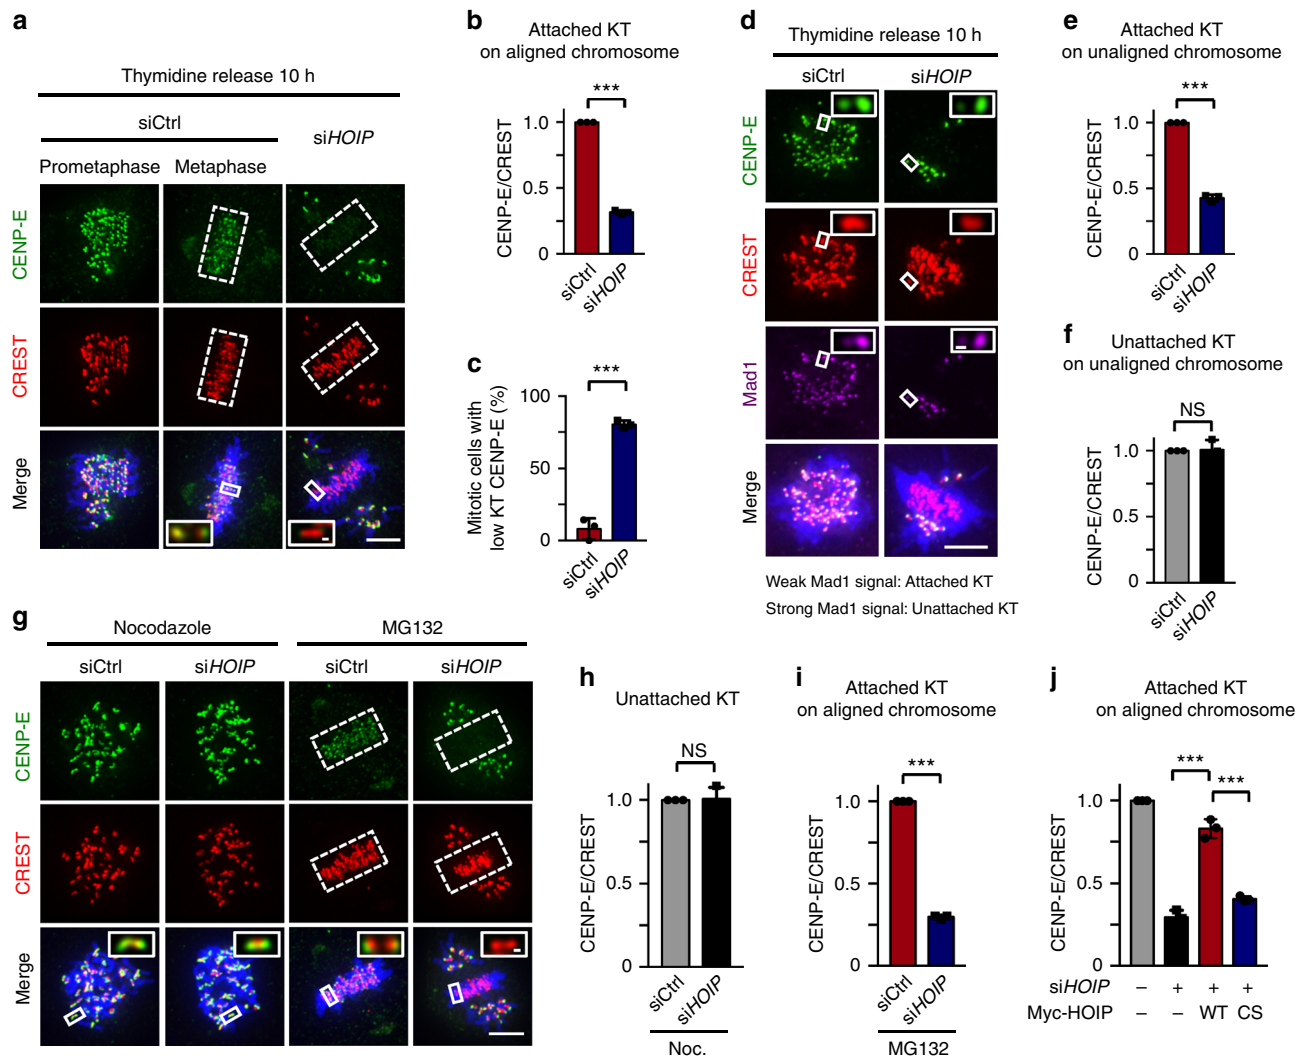 a
Thymidine release 10 h
siCtrl
siHOIP
Prometaphase
Metaphase
CENP-E
CREST
Merge
b
Attached KT
on aligned chromosome
***
CENP-E/CREST
1.0
0.5
0
siCtrl
siHOIP
c
***
Mitotic cells with
low KT CENP-E (%)
100
50
0
siCtrl
siHOIP
d
Thymidine release 10 h
siCtrl
siHOIP
CENP-E
CREST
Mad1
Merge
Weak Mad1 signal: Attached KT
Strong Mad1 signal: Unattached KT
e
Attached KT
on unaligned chromosome
***
CENP-E/CREST
1.0
0.5
0
siCtrl
siHOIP
f
Unattached KT
on unaligned chromosome
NS
CENP-E/CREST
1.0
0.5
0
siCtrl
siHOIP
g
Nocodazole
MG132
siCtrl
siHOIP
siCtrl
siHOIP
CENP-E
CREST
Merge
h
Unattached KT
NS
CENP-E/CREST
1.0
0.5
0
siCtrl
siHOIP
Noc.
i
Attached KT
on aligned chromosome
***
CENP-E/CREST
1.0
0.5
0
siCtrl
siHOIP
MG132
j
Attached KT
on aligned chromosome
***
***
CENP-E/CREST
1.0
0.5
0
siHOIP – + + +
Myc-HOIP – – WT CS